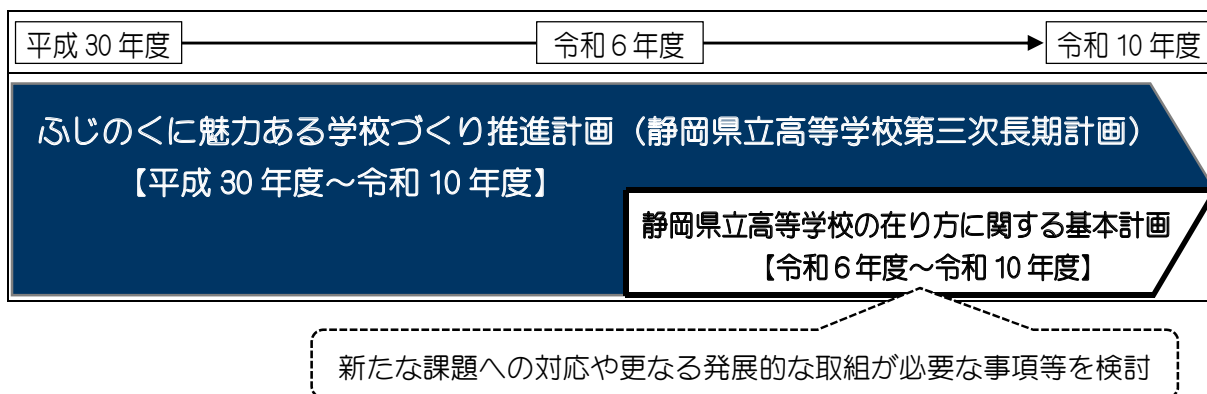 平成 30 年度
令和６年度
令和 10 年度
ふじのくに魅力ある学校づくり推進計画（静岡県立高等学校第三次長期計画）
【平成 30 年度～令和 10 年度】
静岡県立高等学校の在り方に関する基本計画
【令和６年度～令和 10 年度】
新たな課題への対応や更なる発展的な取組が必要な事項等を検討